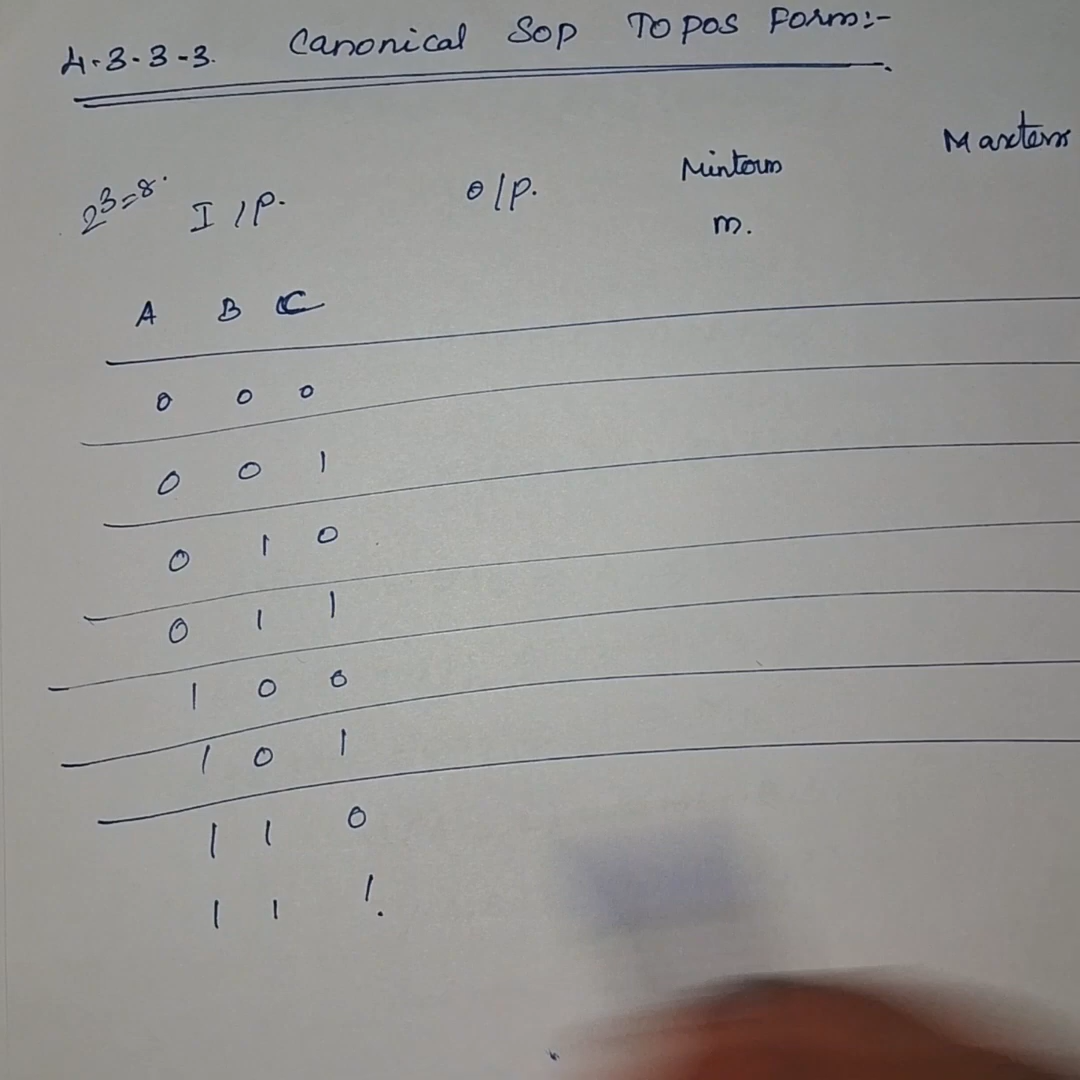 4.3.3-3. Canonical SOP TO POS Form:-
2³=8. I/P. O/P. Minterm Maxterm
m.
A B C
0 0 0
0 0 1
0 1 0
0 1 1
1 0 0
1 0 1
1 1 0
1 1 1.